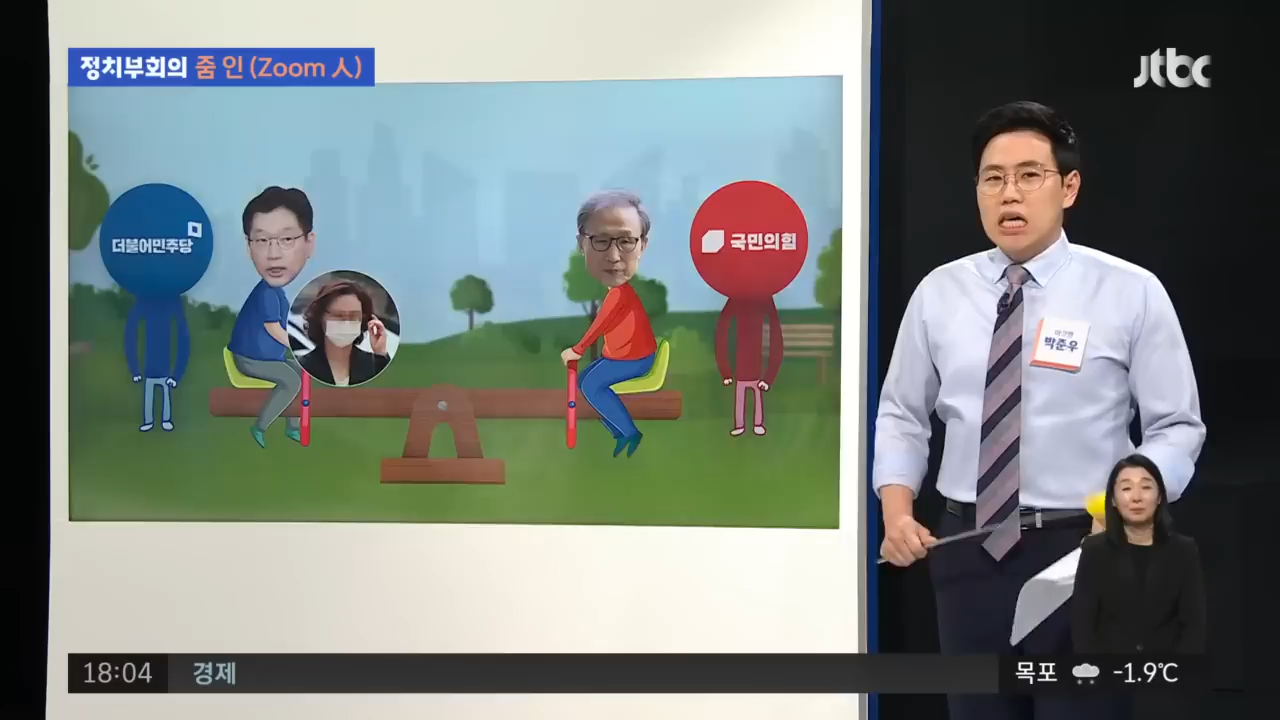 정치부회의 줌 인 (Zoom 人)
jtbc
더불어민주당
국민의힘
박준우
18:04 경제
목포 -1.9℃